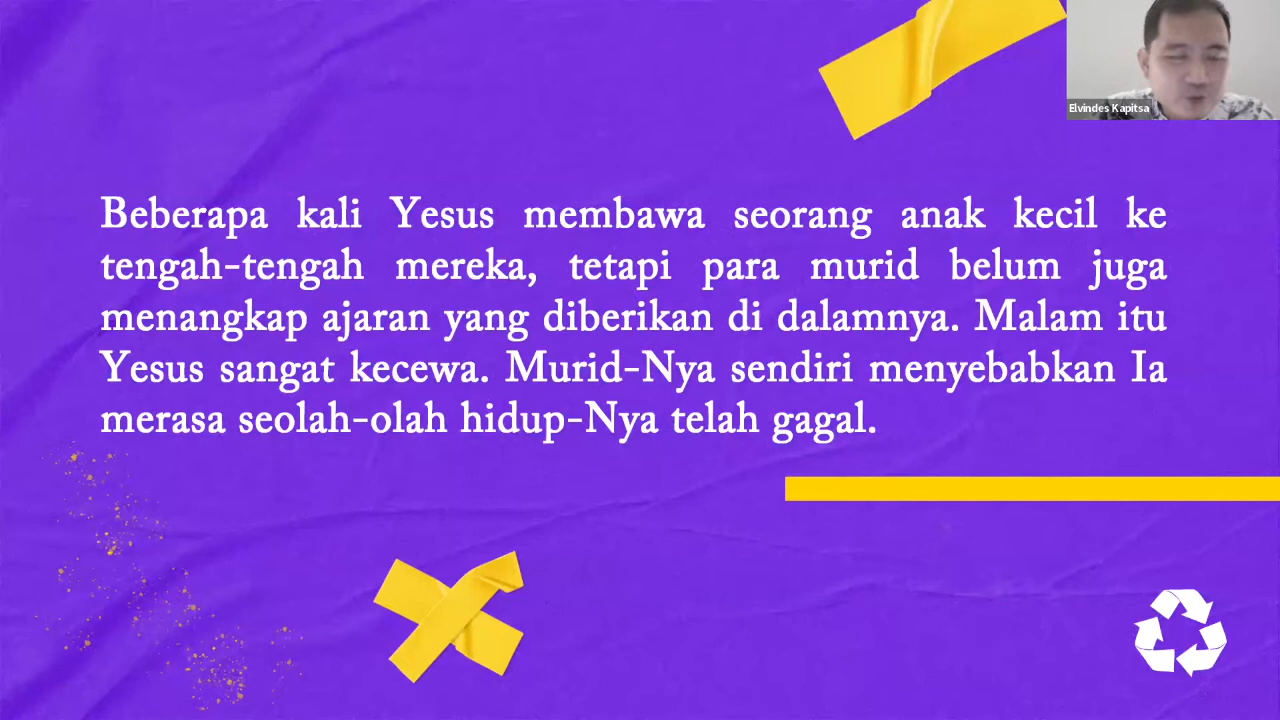 Elvindes Kapitsa
Beberapa kali Yesus membawa seorang anak kecil ke
tengah-tengah mereka, tetapi para murid belum juga
menangkap ajaran yang diberikan di dalamnya. Malam itu
Yesus sangat kecewa. Murid-Nya sendiri menyebabkan Ia
merasa seolah-olah hidup-Nya telah gagal.